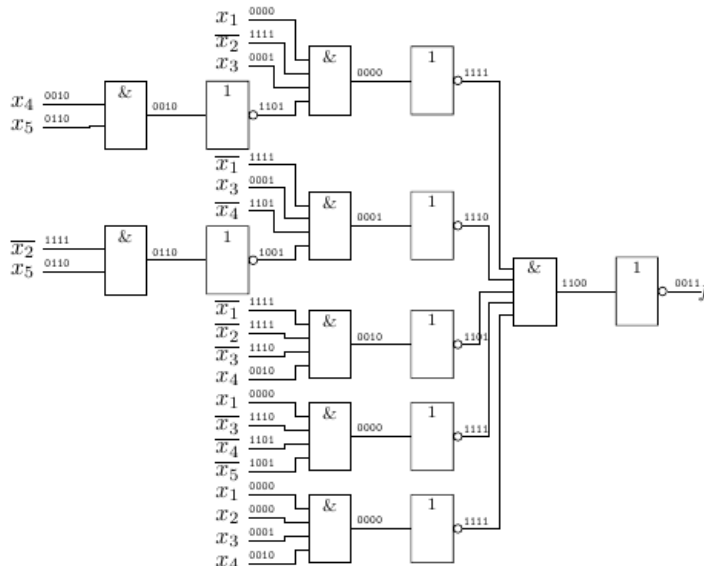 x1 0000
x2̅ 1111
x3 0001
& 0000 1 1111
x4 0010
x5 0110
& 0010 1 1101
x1̅ 1111
x3 0001
x4̅ 1101
& 0001 1 1110
x2̅ 1111
x5 0110
& 0110 1 1001
& 1100 1 0011
x1̅ 1111
x2̅ 1111
x3̅ 1110
x4 0010
& 0010 1 1101
x1 0000
x3̅ 1110
x4̅ 1101
x5̅ 1001
& 0000 1 1111
x1 0000
x2 0000
x3 0001
x4 0010
& 0000 1 1111